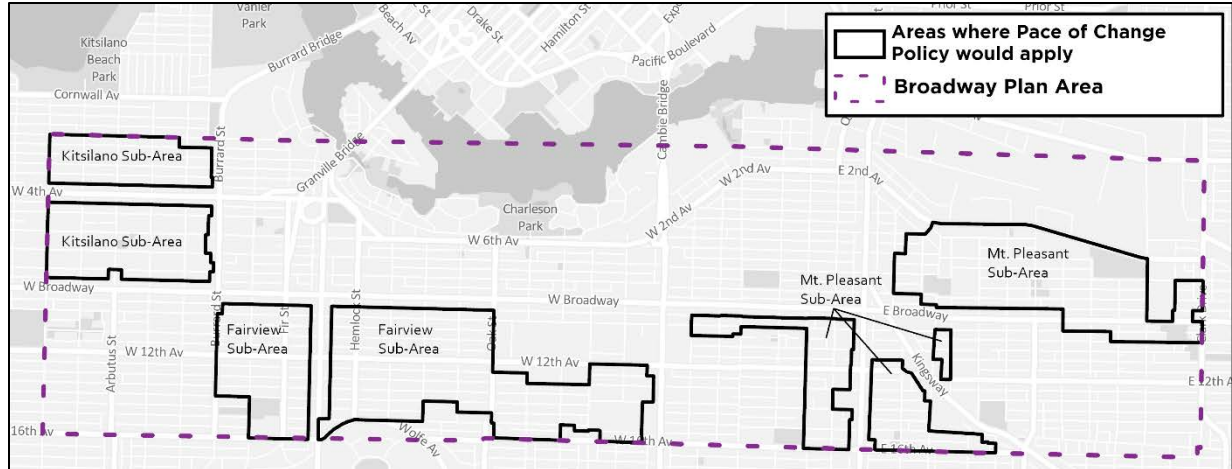 Vanier
Park
Kitsilano
Beach
Park
Cornwall Av
Burrard Bridge
Beach Av
Drake St
Hamilton St
Pacific Boulevard
Prior St
Areas where Pace of Change
Policy would apply
Broadway Plan Area
Kitsilano Sub-Area
Burrard St
W 4th Av
Granville Bridge
Cambie Bridge
Charleson
Park
W 2nd Av
E 2nd Av
W 2nd Av
W 6th Av
Kitsilano Sub-Area
Mt. Pleasant
Sub-Area
Mt. Pleasant
Sub-Area
W Broadway
W Broadway
E Broadway
Burrard St
Fir St
Hemlock St
Oak St
Clark Drive
Fairview
Sub-Area
Fairview
Sub-Area
Arbutus St
W 12th Av
W 12th Av
Kingsway
E 12th A
16th Av
Wolfe Av
W 16th Av
E 16th Av